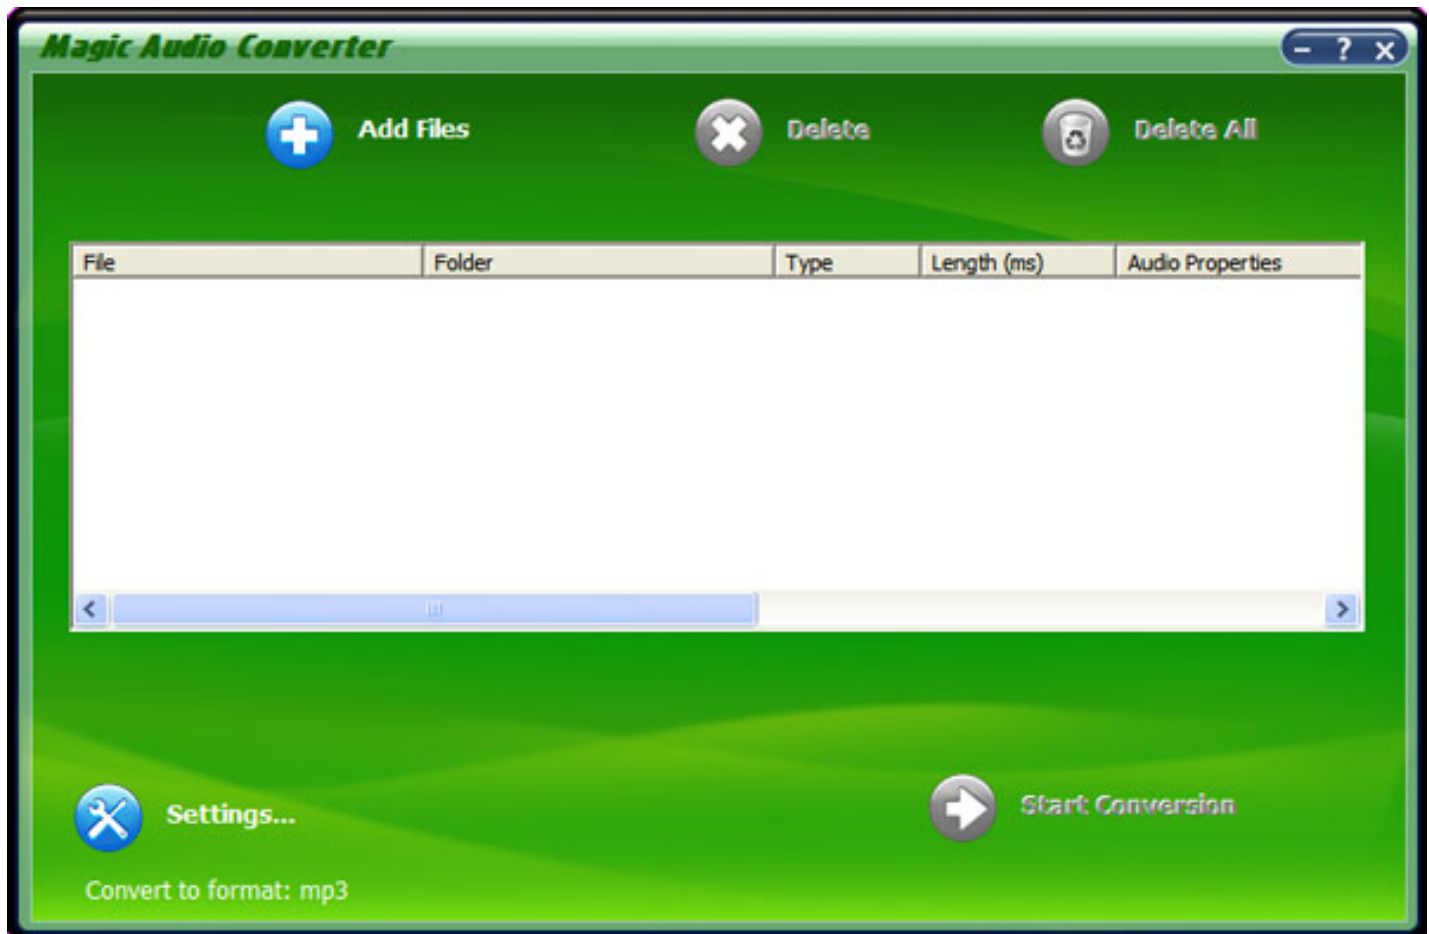 Magic Audio Converter
- ? x
Add Files
Delete
Delete All
File Folder Type Length (ms) Audio Properties
Settings...
Start Conversion
Convert to format: mp3